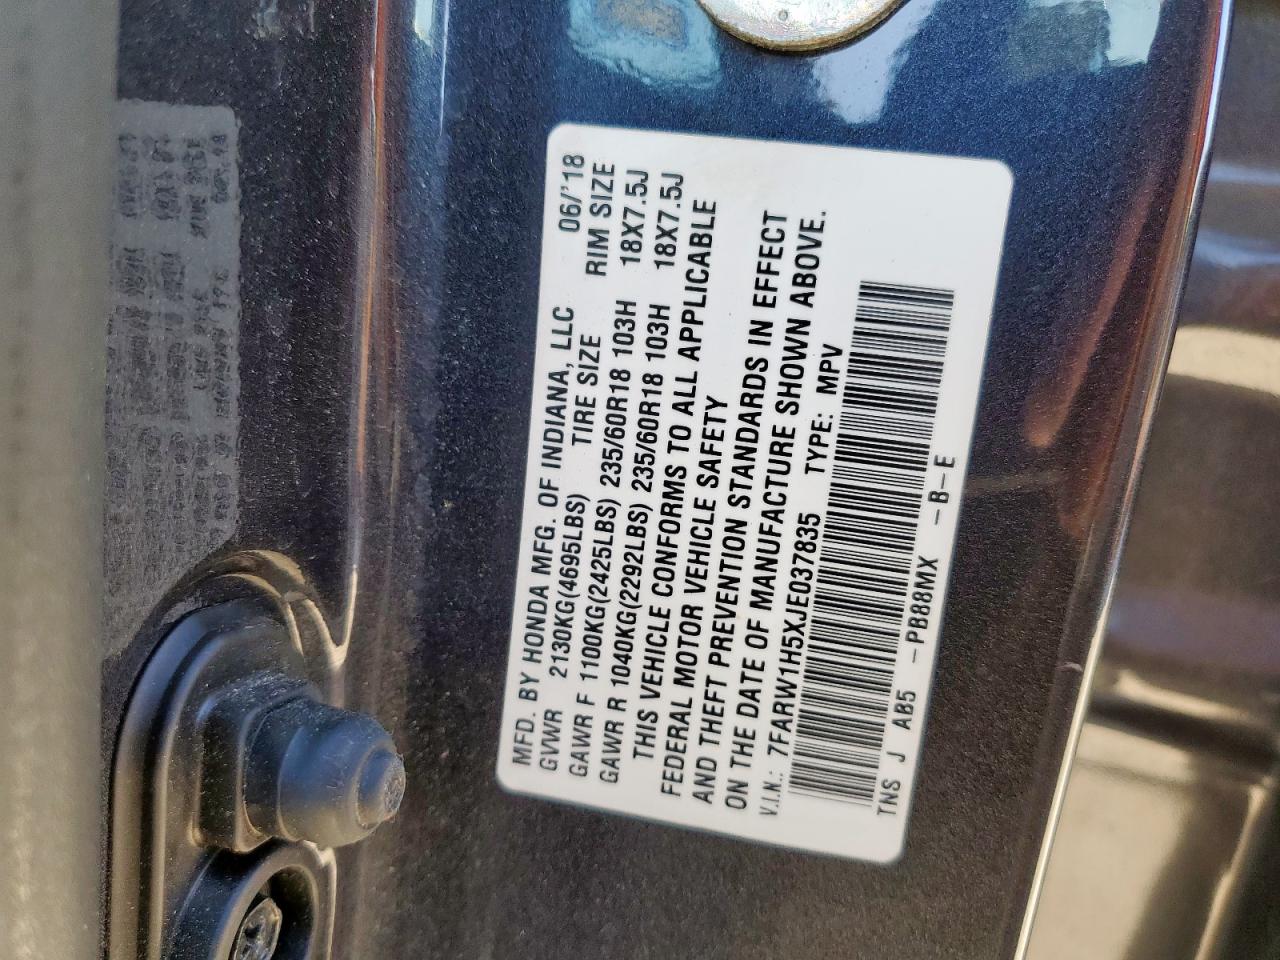 MFD. BY HONDA MFG. OF INDIANA, LLC 06/'18
GVWR 2130KG(4695LBS) TIRE SIZE RIM SIZE
GAWR F 1100KG(2425LBS) 235/60R18 103H 18X7.5J
GAWR R 1040KG(2292LBS) 235/60R18 103H 18X7.5J
THIS VEHICLE CONFORMS TO ALL APPLICABLE
FEDERAL MOTOR VEHICLE SAFETY
AND THEFT PREVENTION STANDARDS IN EFFECT
ON THE DATE OF MANUFACTURE SHOWN ABOVE.
V.I.N.: 7FARW1H5XJE037835 TYPE: MPV
TNS J AB5 -PB88MX -B-E